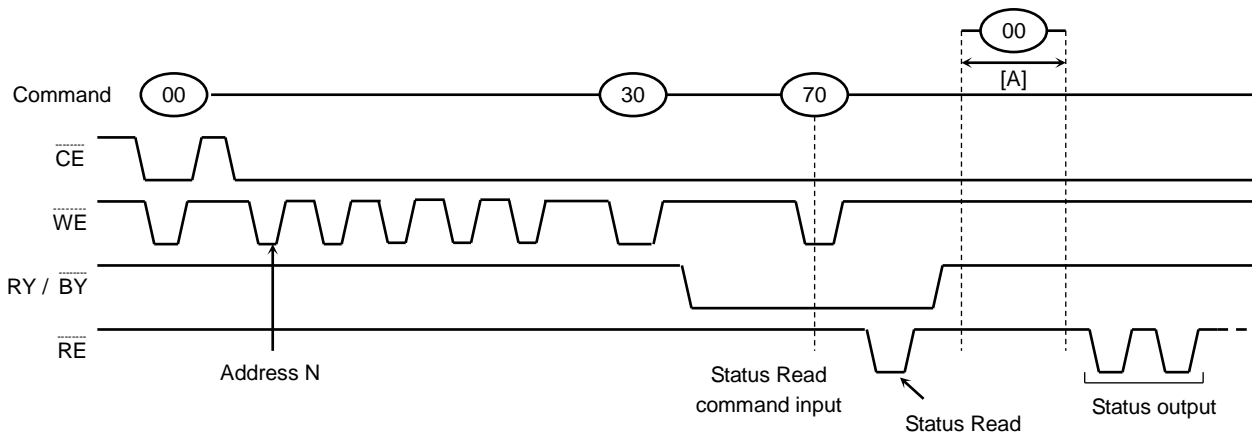 00
[A]
Command 00 30 70
CE
WE
RY / BY
RE
Address N
Status Read
command input
Status Read
Status output